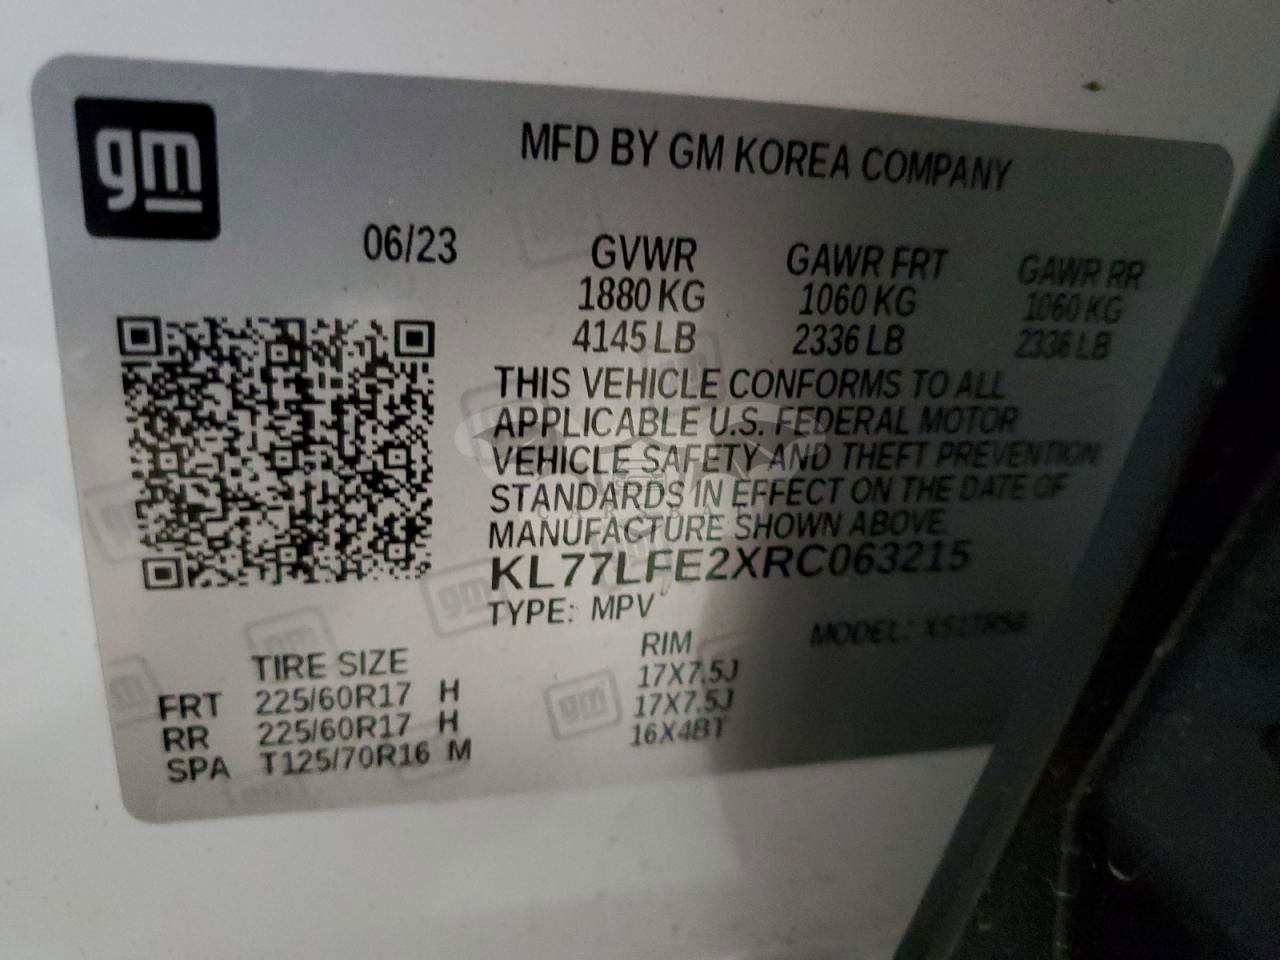 gm
MFD BY GM KOREA COMPANY
06/23
GVWR GAWR FRT GAWR RR
1880 KG 1060 KG 1060 KG
4145 LB 2336 LB 2336 LB
THIS VEHICLE CONFORMS TO ALL
APPLICABLE U.S. FEDERAL MOTOR
VEHICLE SAFETY AND THEFT PREVENTION
STANDARDS IN EFFECT ON THE DATE OF
MANUFACTURE SHOWN ABOVE.
KL77LFE2XRC063215
TYPE: MPV
MODEL:
TIRE SIZE RIM
FRT 225/60R17 H 17X7.5J
RR 225/60R17 H 17X7.5J
SPA T125/70R16 M 16X4BT